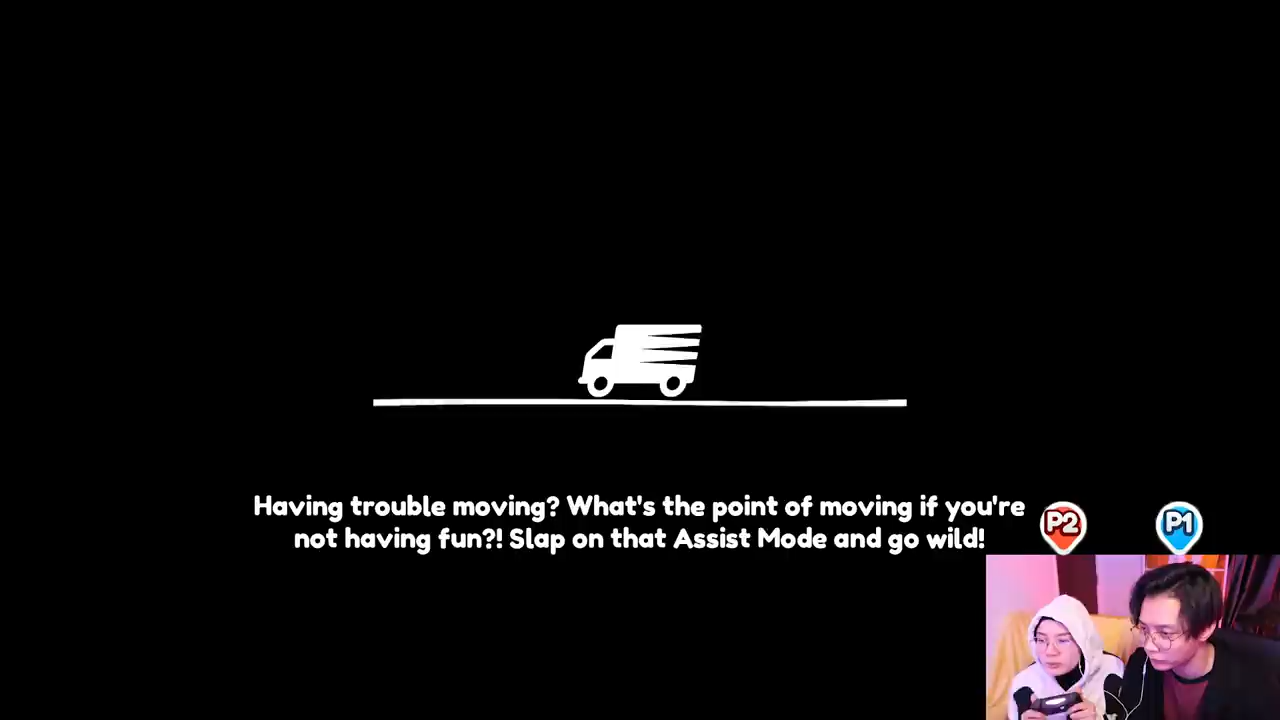 Having trouble moving? What's the point of moving if you're
not having fun?! Slap on that Assist Mode and go wild!
P2
P1